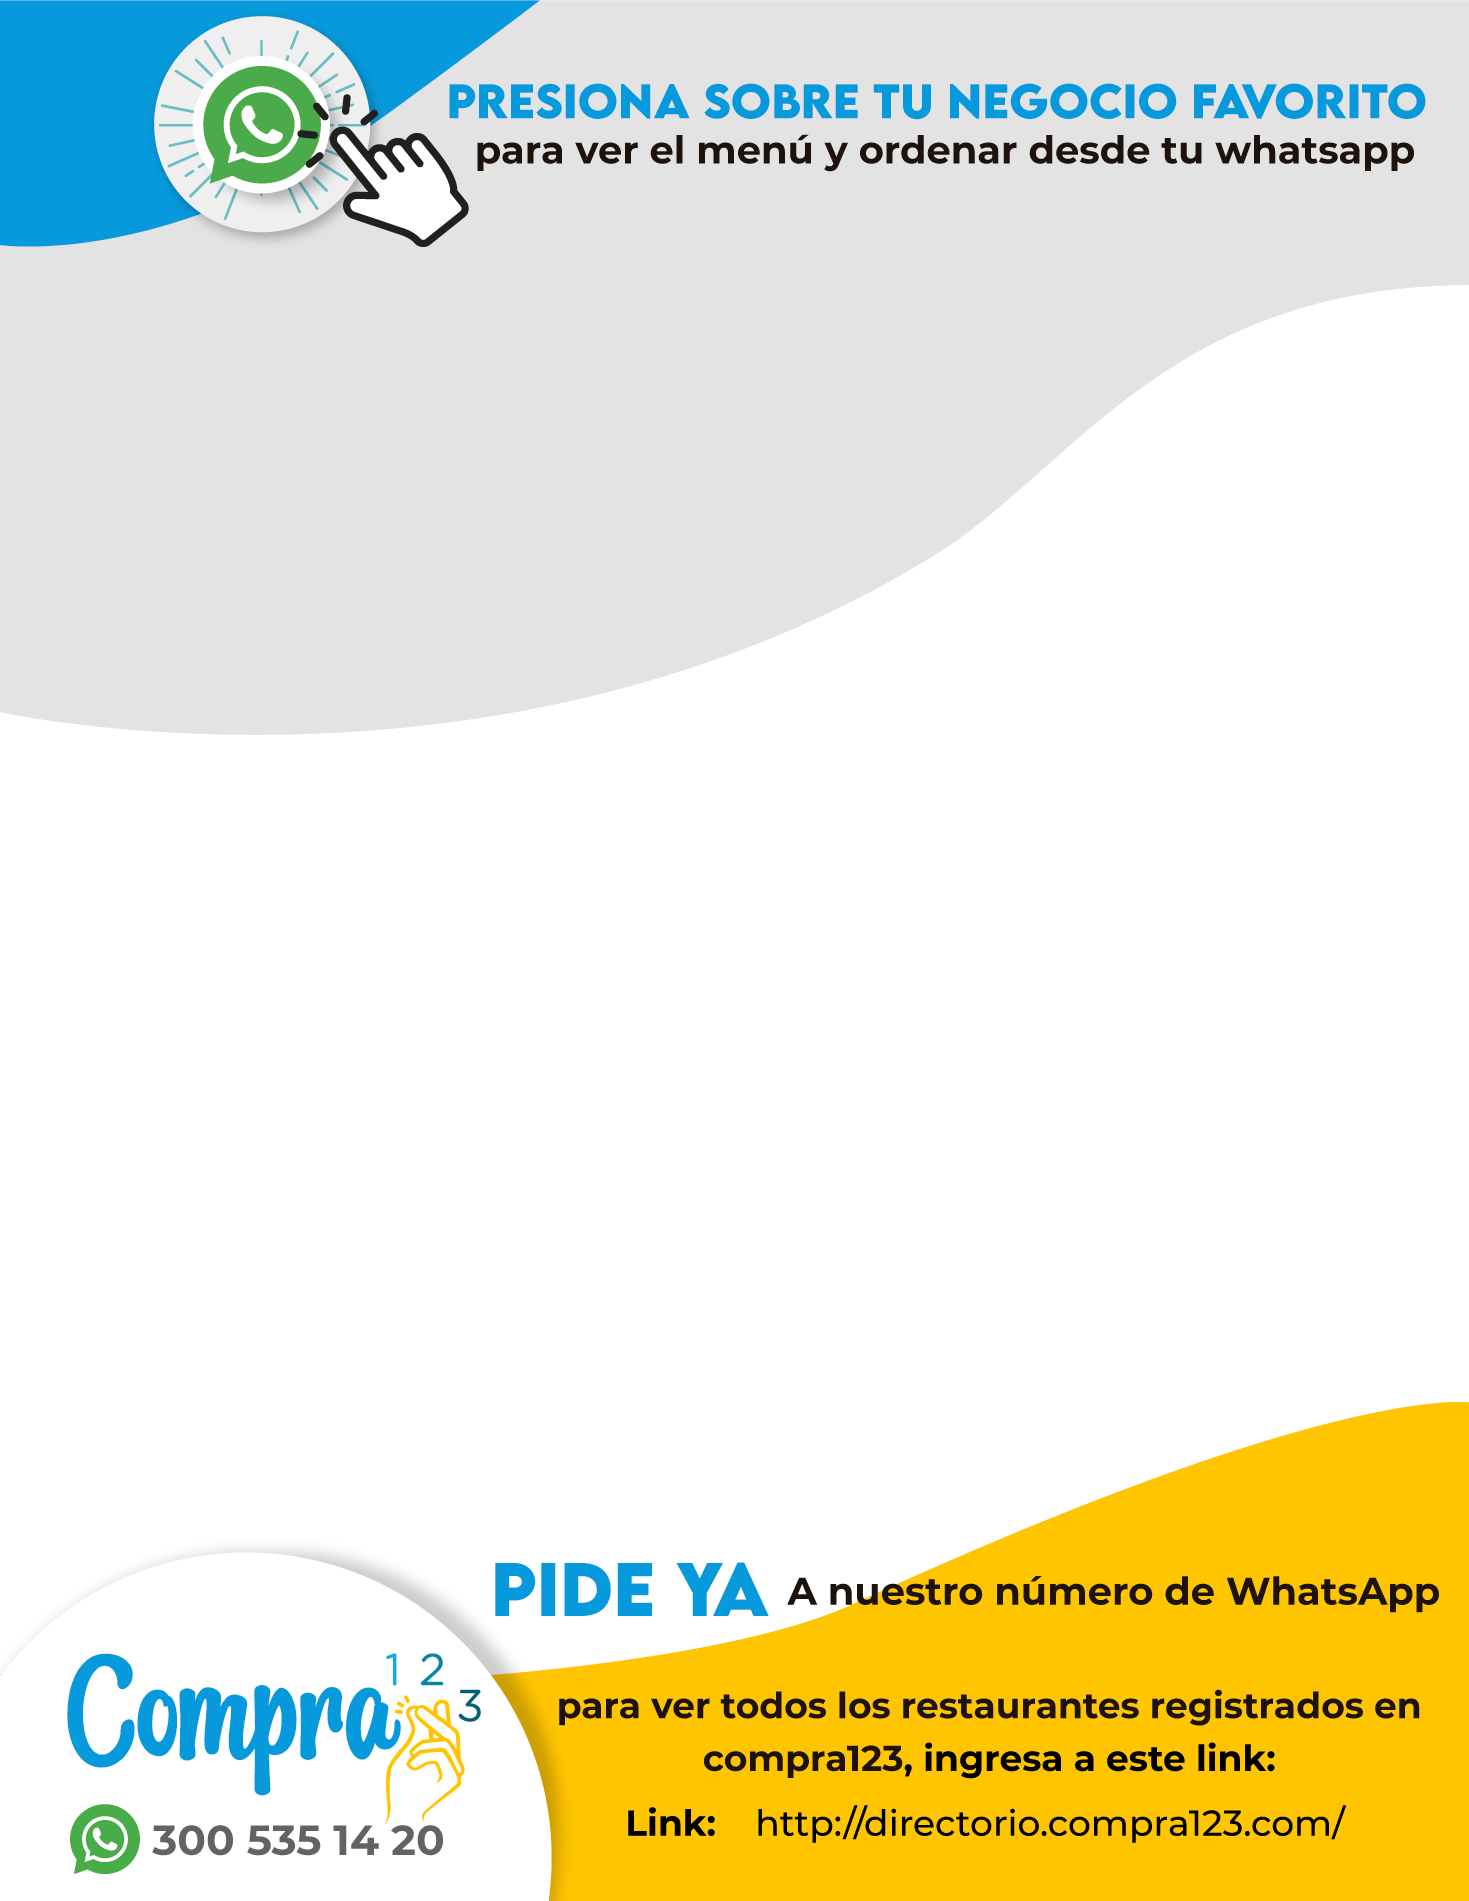 PRESIONA SOBRE TU NEGOCIO FAVORITO
para ver el menú y ordenar desde tu whatsapp
PIDE YA A nuestro número de WhatsApp
Compra 1 2 3
300 535 14 20
para ver todos los restaurantes registrados en
compra123, ingresa a este link:
Link: http://directorio.compra123.com/